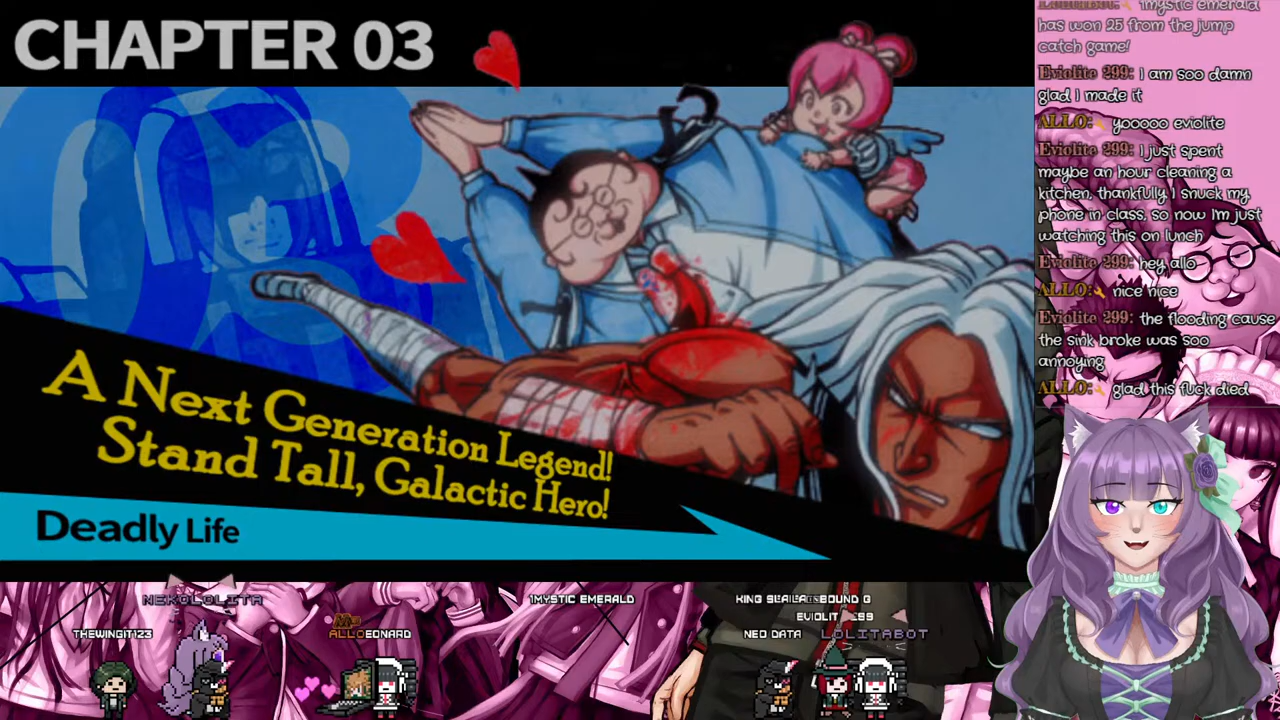 CHAPTER 03
A Next Generation Legend!
Stand Tall, Galactic Hero!
Deadly Life
1mystic emerald
has won 25 from the jump
catch game!
Eviolite 299: I am soo damn
glad I made it
ALLO: yooooo eviolite
Eviolite 299: I just spent
maybe an hour cleaning a
kitchen, thankfully I snuck my
phone in class, so now I'm just
watching this on lunch
Eviolite 299: hey allo
ALLO: nice nice
Eviolite 299: the flooding cause
the sink broke was soo
annoying
ALLO: glad this fuck died
NEKOLOLITA
1MYSTIC EMERALD
THEWINGIT123
NEO DATA
LOLITABOT